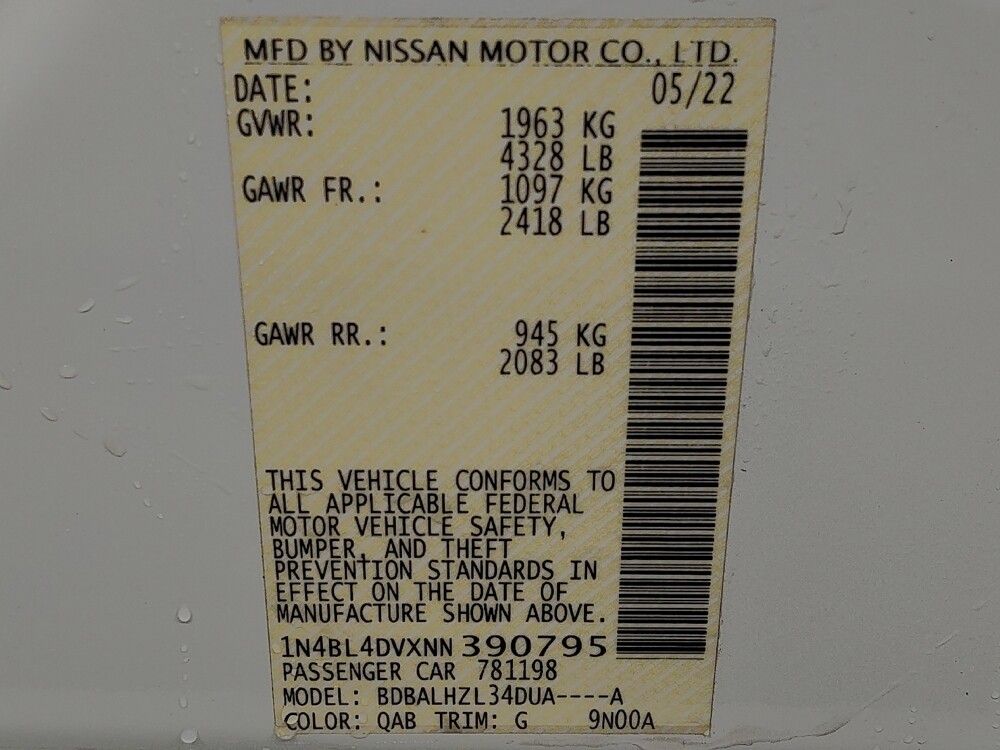 MFD BY NISSAN MOTOR CO., LTD.
DATE: 05/22
GVWR: 1963 KG
4328 LB
GAWR FR.: 1097 KG
2418 LB
GAWR RR.: 945 KG
2083 LB
THIS VEHICLE CONFORMS TO
ALL APPLICABLE FEDERAL
MOTOR VEHICLE SAFETY,
BUMPER, AND THEFT
PREVENTION STANDARDS IN
EFFECT ON THE DATE OF
MANUFACTURE SHOWN ABOVE.
1N4BL4DVXNN390795
PASSENGER CAR 781198
MODEL: BDBALHZL34DUA----A
COLOR: QAB TRIM: G 9N00A